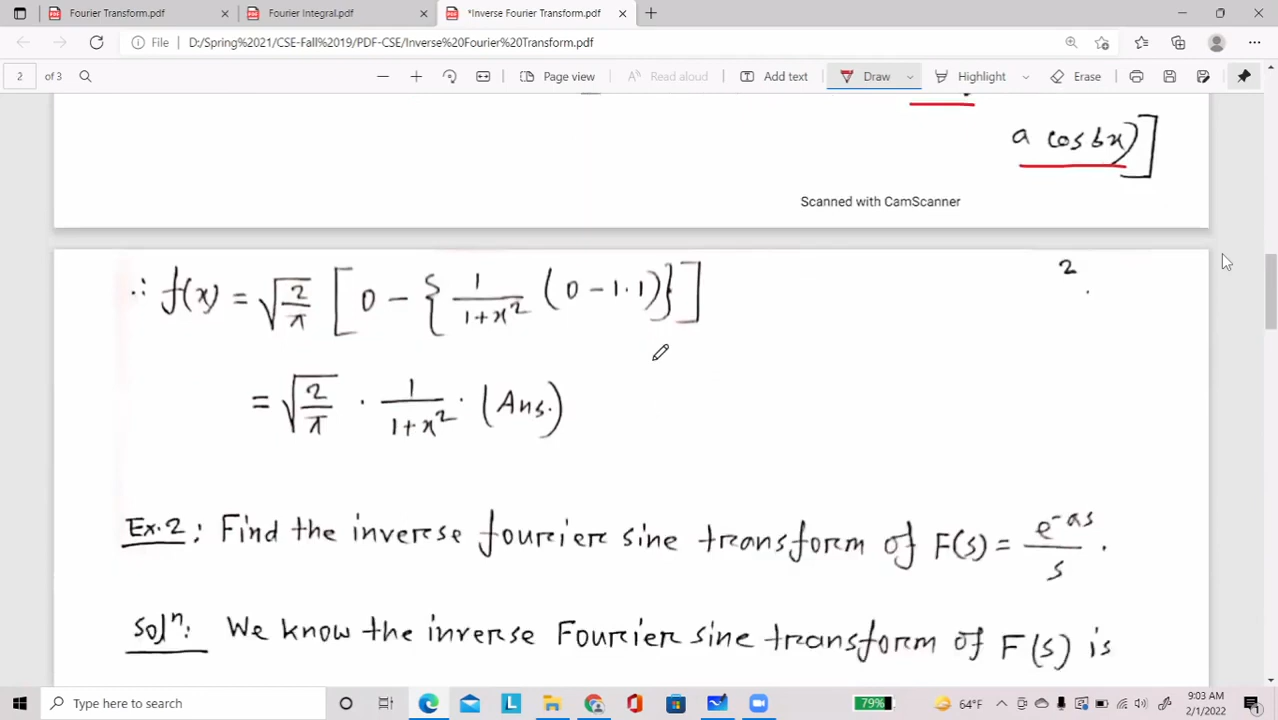 Fourier Transform.pdf
Fourier Integral.pdf
*Inverse Fourier Transform.pdf
File D:/Spring%2021/CSE-Fall%2019/PDF-CSE/Inverse%20Fourier%20Transform.pdf
2 of 3 Page view Read aloud Add text Draw Highlight Erase
a cos bx)]
Scanned with CamScanner
2
∴ f(x) = √(2/π) [0 − {1/(1+x²) (0 − 1·1)}]
= √(2/π) · 1/(1+x²) · (Ans.)
Ex.2: Find the inverse fourier sine transform of F(s) = e^-as/s .
Solⁿ: We know the inverse Fourier sine transform of F(s) is
Type here to search
79%
64°F
9:03 AM
2/1/2022